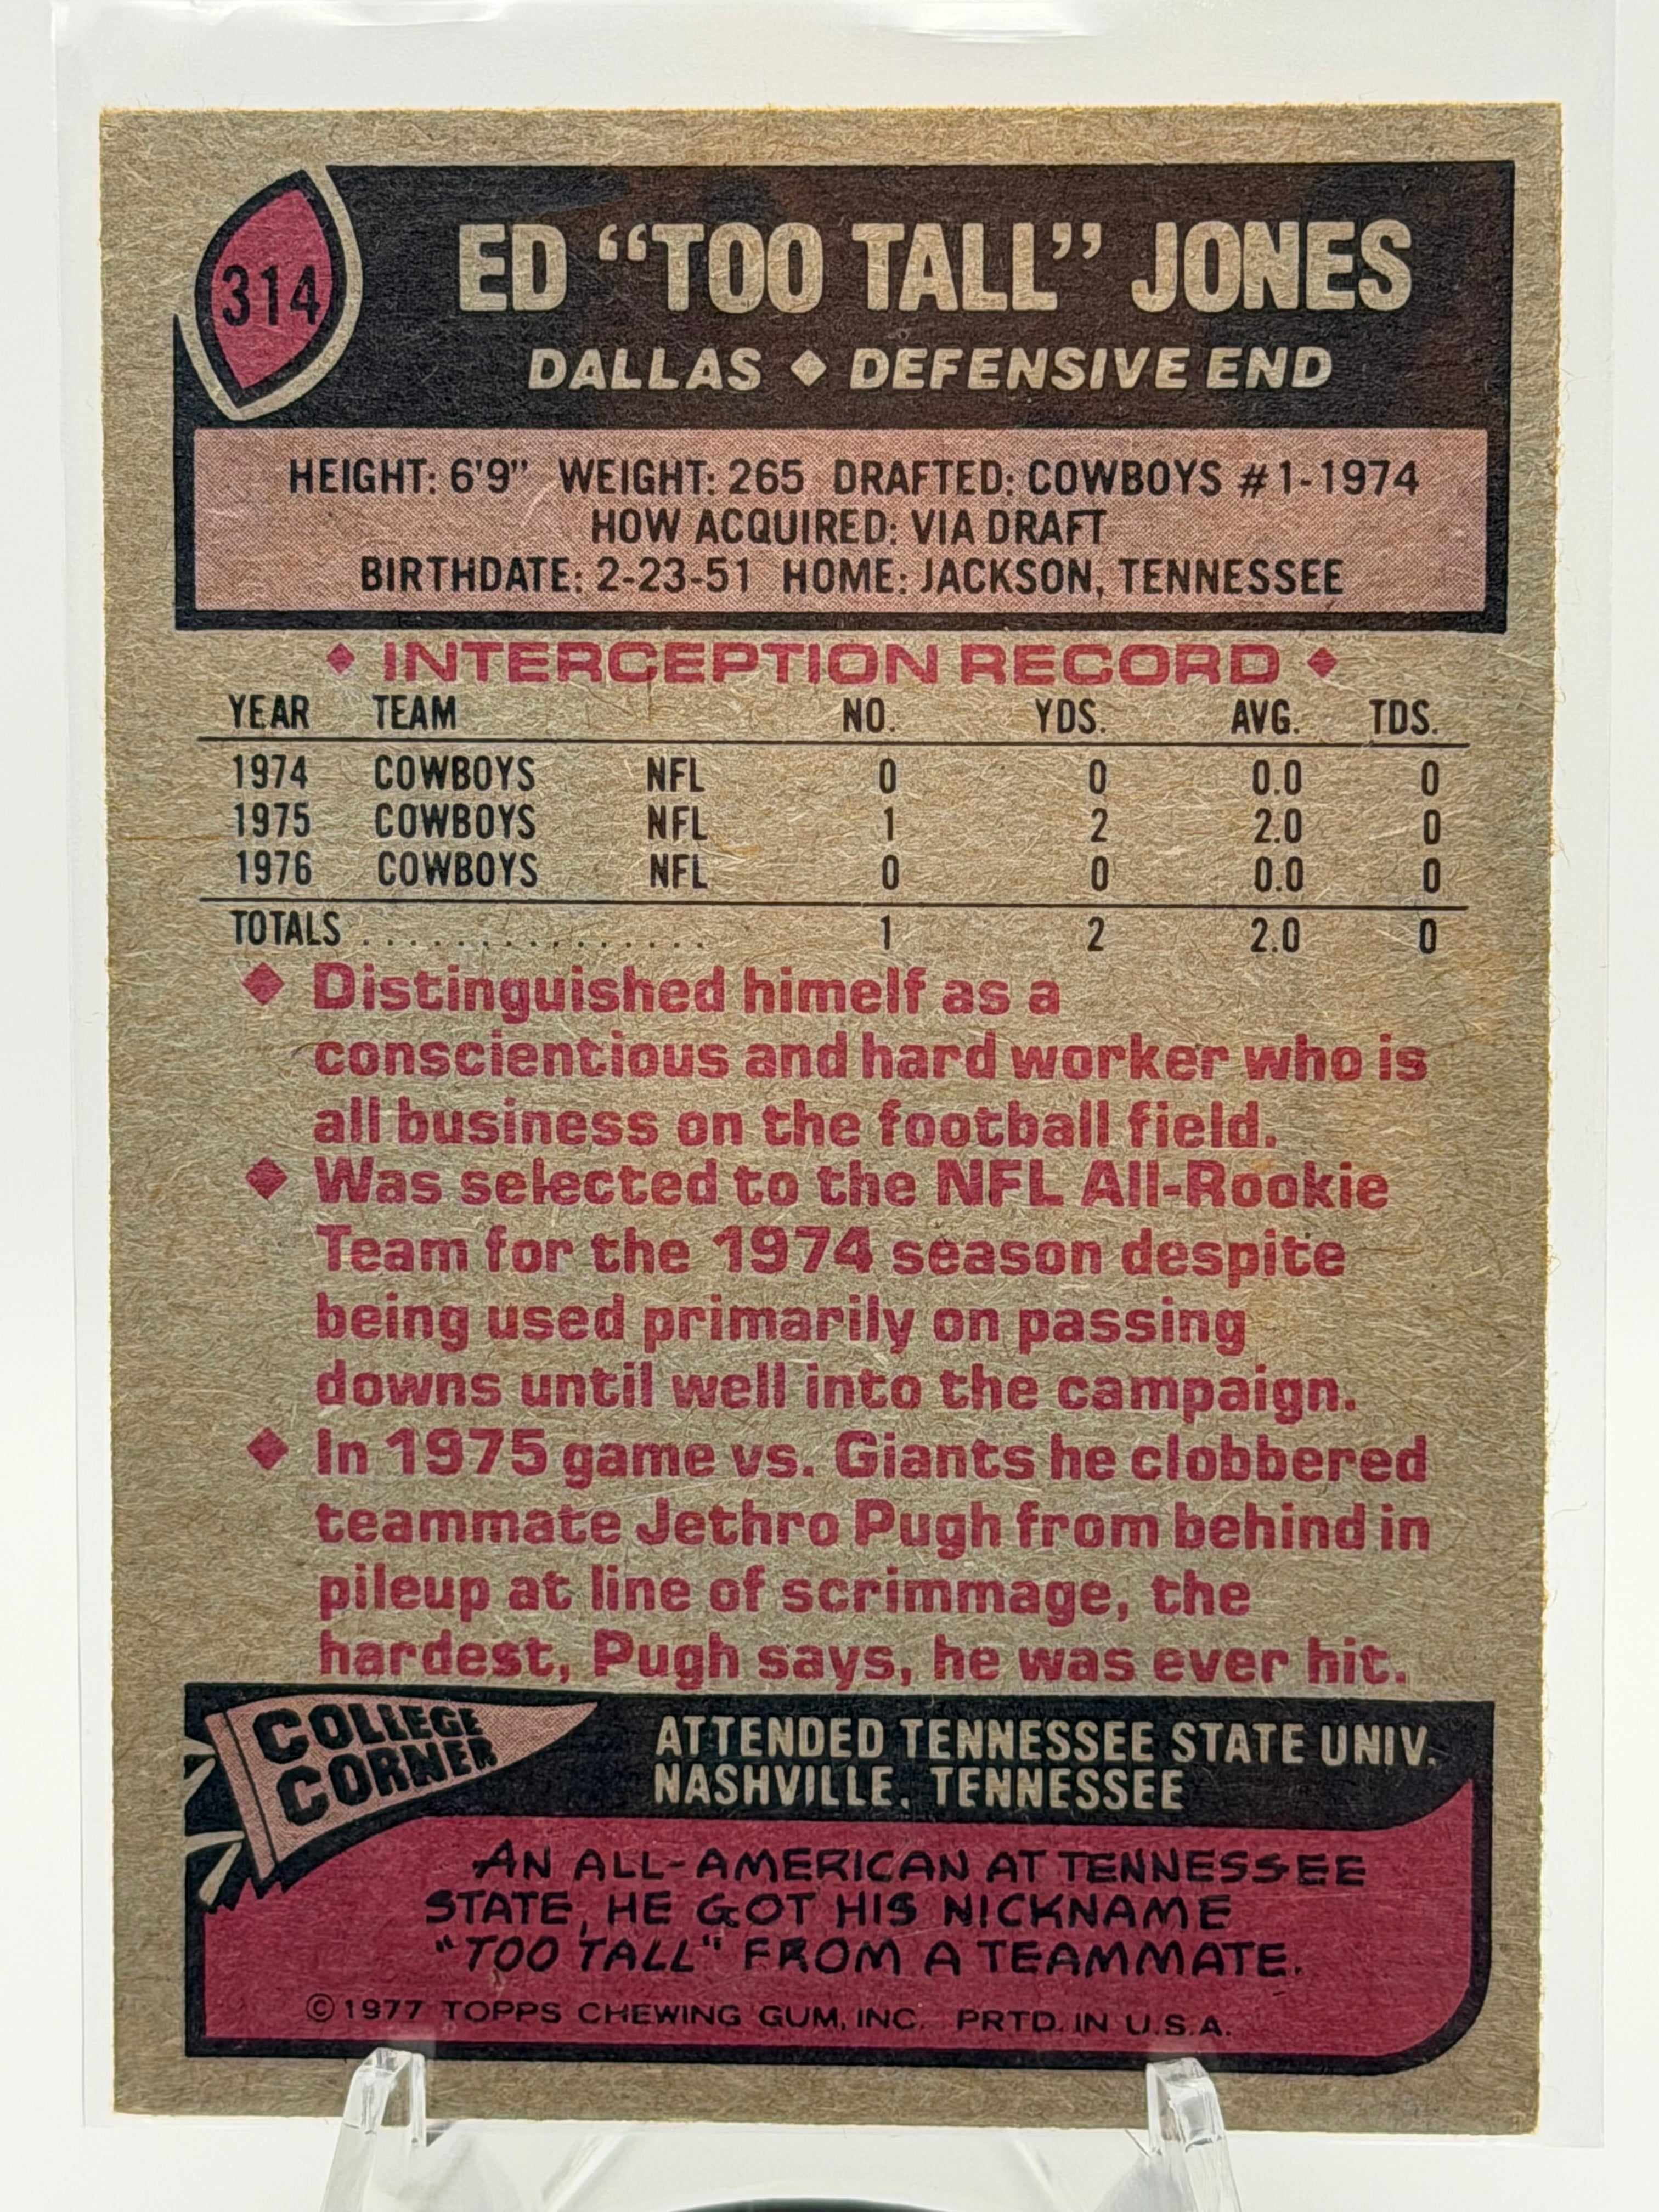 314
ED “TOO TALL” JONES
DALLAS ◆ DEFENSIVE END
HEIGHT: 6'9" WEIGHT: 265 DRAFTED: COWBOYS #1-1974
HOW ACQUIRED: VIA DRAFT
BIRTHDATE: 2-23-51 HOME: JACKSON, TENNESSEE
◆ INTERCEPTION RECORD ◆
YEAR TEAM NO. YDS. AVG. TDS.
1974 COWBOYS NFL 0 0 0.0 0
1975 COWBOYS NFL 1 2 2.0 0
1976 COWBOYS NFL 0 0 0.0 0
TOTALS ................ 1 2 2.0 0
◆ Distinguished himelf as a
conscientious and hard worker who is
all business on the football field.
◆ Was selected to the NFL All-Rookie
Team for the 1974 season despite
being used primarily on passing
downs until well into the campaign.
◆ In 1975 game vs. Giants he clobbered
teammate Jethro Pugh from behind in
pileup at line of scrimmage, the
hardest, Pugh says, he was ever hit.
COLLEGE
CORNER
ATTENDED TENNESSEE STATE UNIV.
NASHVILLE, TENNESSEE
AN ALL-AMERICAN AT TENNESSEE
STATE, HE GOT HIS NICKNAME
"TOO TALL" FROM A TEAMMATE.
© 1977 TOPPS CHEWING GUM, INC. PRTD. IN U.S.A.